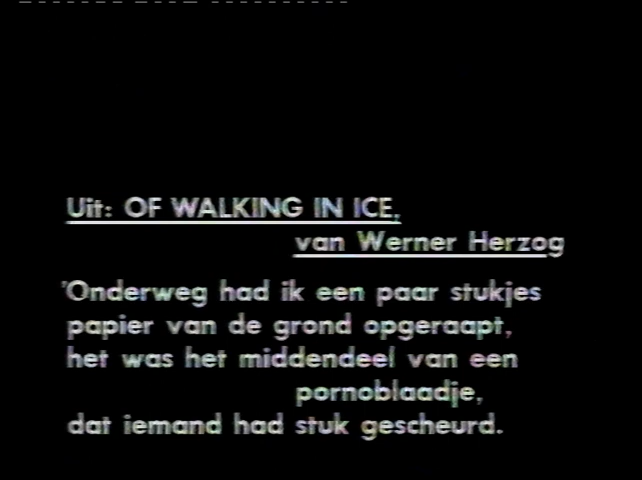 Uit: OF WALKING IN ICE,
van Werner Herzog
'Onderweg had ik een paar stukjes
papier van de grond opgeraapt,
het was het middendeel van een
pornoblaadje,
dat iemand had stuk gescheurd.